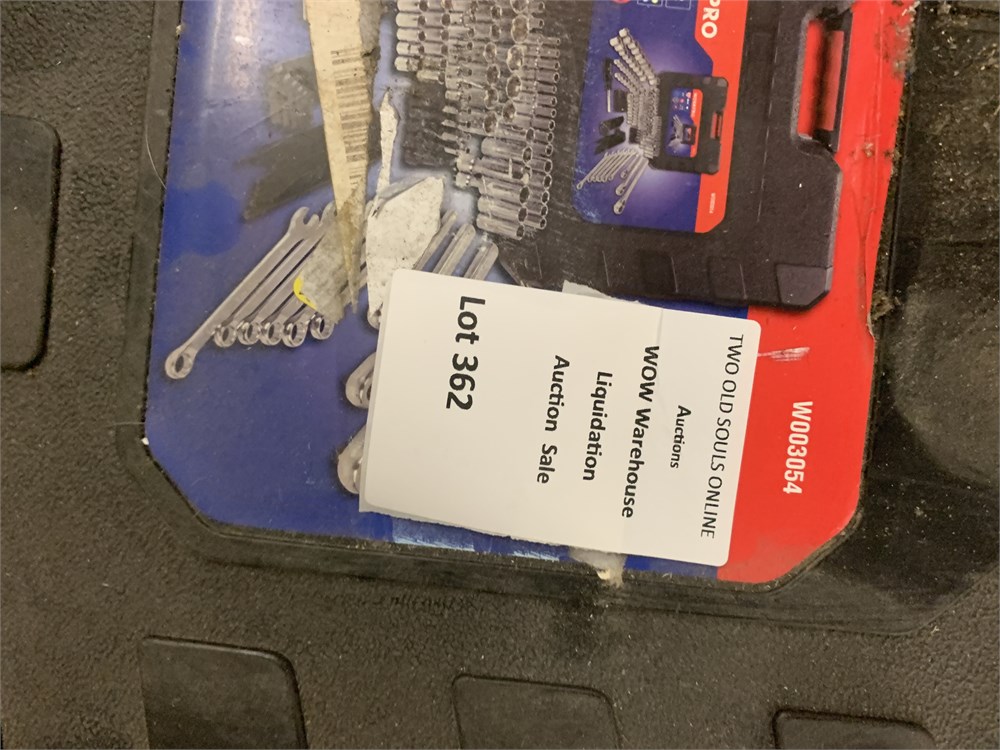 PRO
W003054
TWO OLD SOULS ONLINE
Auctions
WOW Warehouse
Liquidation
Auction Sale
Lot 362